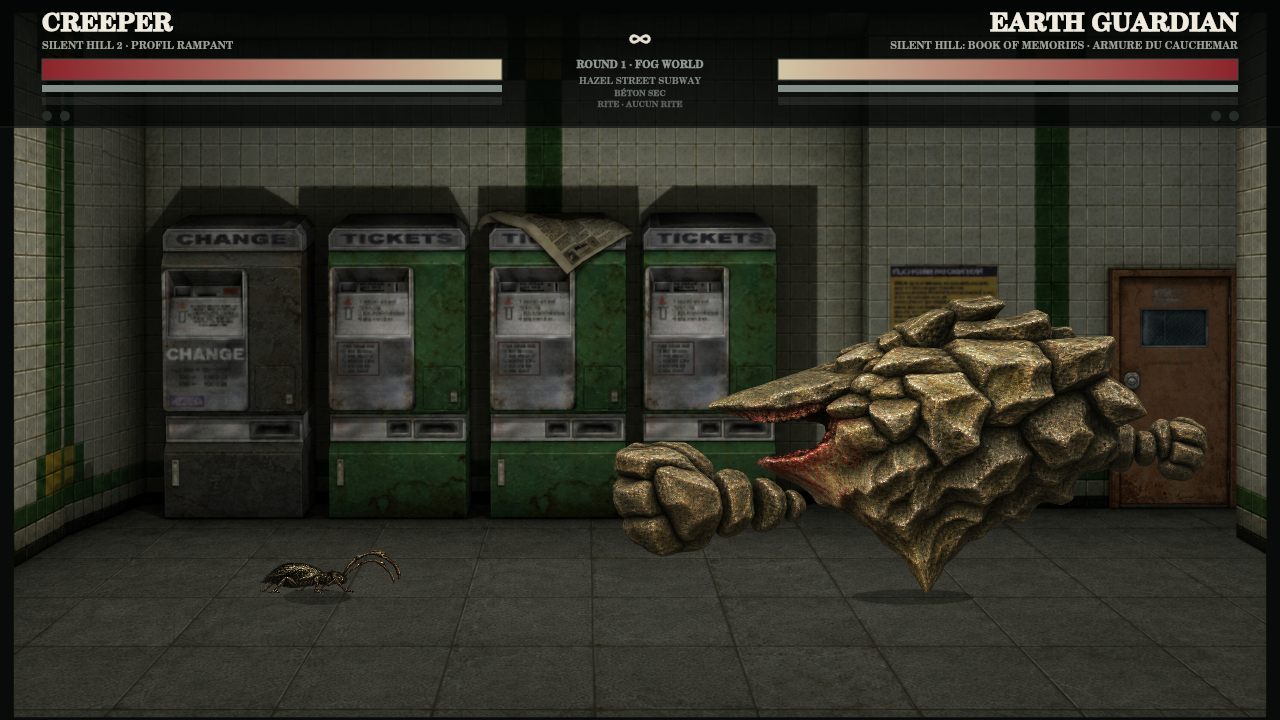 CREEPER
SILENT HILL 2 · PROFIL RAMPANT
∞
ROUND 1 · FOG WORLD
HAZEL STREET SUBWAY
BÉTON SEC
RITE · AUCUN RITE
EARTH GUARDIAN
SILENT HILL: BOOK OF MEMORIES · ARMURE DU CAUCHEMAR
CHANGE
TICKETS
TI
TICKETS
CHANGE